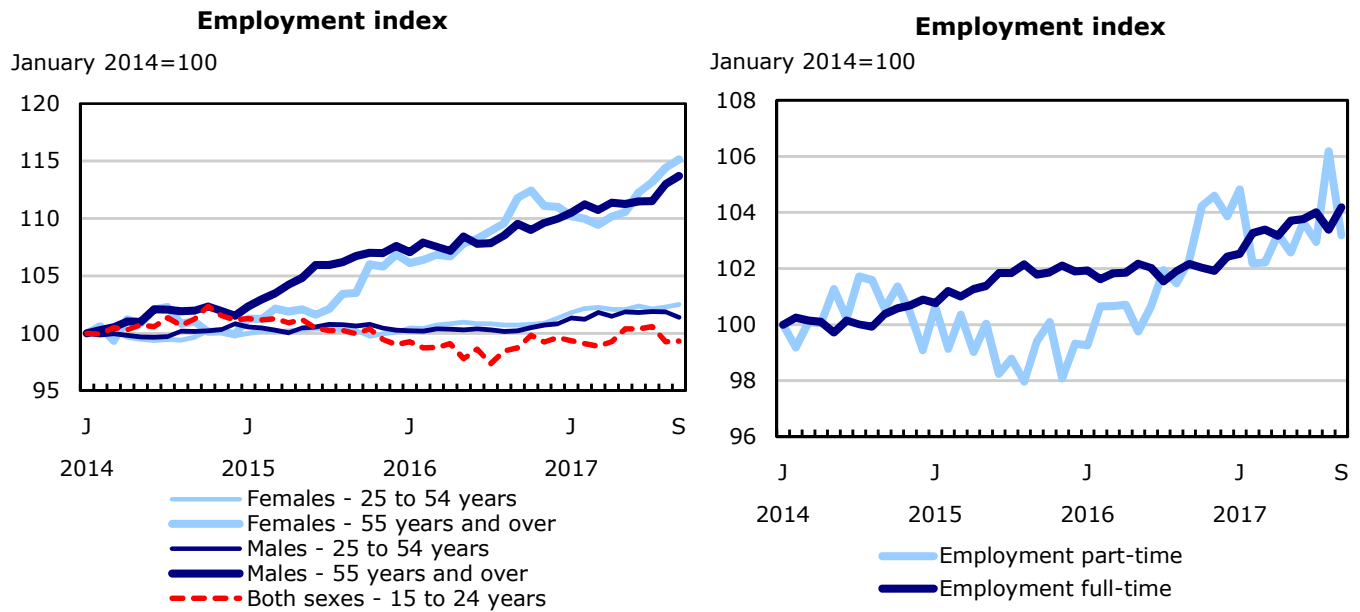 Employment index
January 2014=100
120
115
110
105
100
95
J J J J S
2014 2015 2016 2017
Females - 25 to 54 years
Females - 55 years and over
Males - 25 to 54 years
Males - 55 years and over
Both sexes - 15 to 24 years
Employment index
January 2014=100
108
106
104
102
100
98
96
J J J J S
2014 2015 2016 2017
Employment part-time
Employment full-time